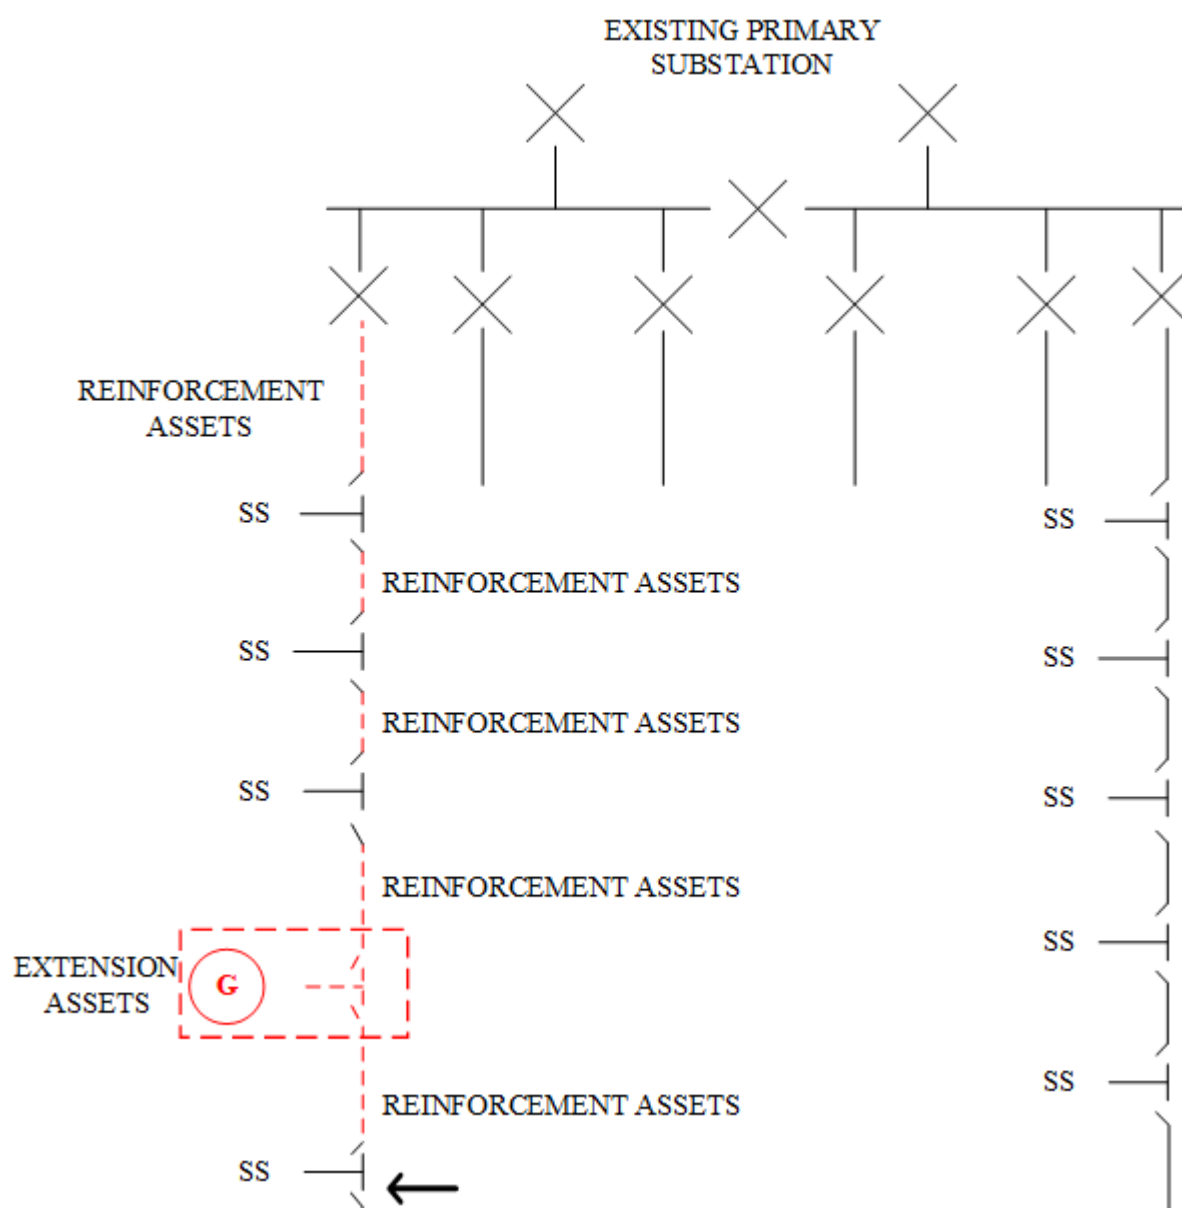 EXISTING PRIMARY
SUBSTATION
REINFORCEMENT
ASSETS
SS
SS
REINFORCEMENT ASSETS
SS
SS
REINFORCEMENT ASSETS
SS
SS
REINFORCEMENT ASSETS
SS
EXTENSION
ASSETS
G
SS
REINFORCEMENT ASSETS
SS